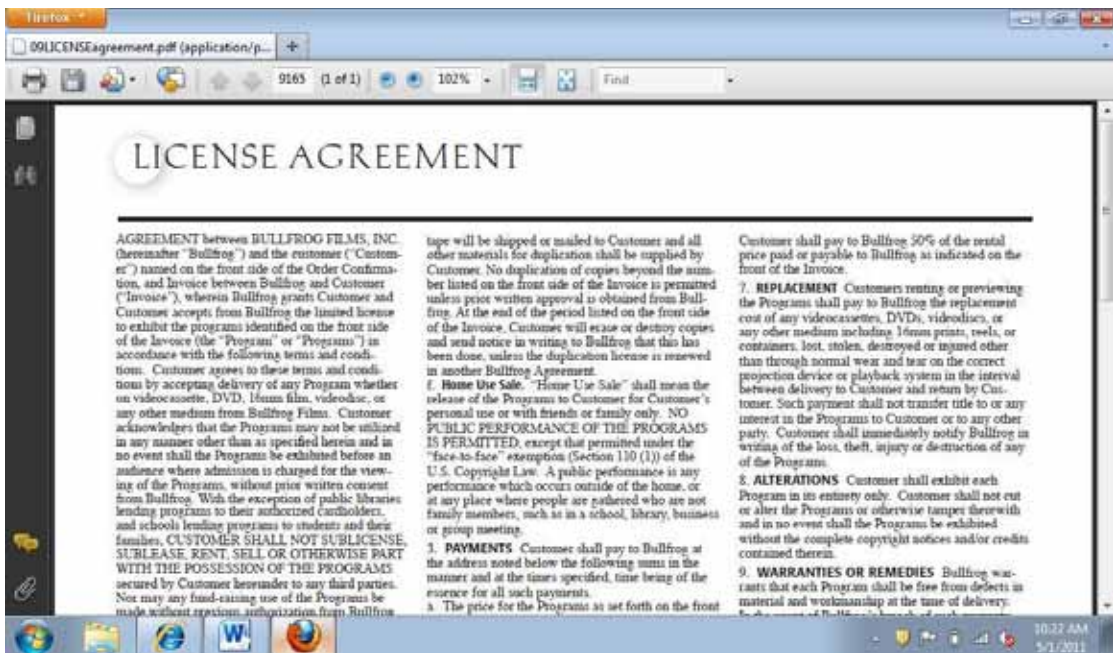 Firefox
09LICENSEagreement.pdf (application/p...
9165 (1 of 1) 102% Find
LICENSE AGREEMENT
AGREEMENT between BULLFROG FILMS, INC.
(hereinafter "Bullfrog") and the customer ("Custom-
er") named on the front side of the Order Confirma-
tion, and Invoice between Bullfrog and Customer
("Invoice"), wherein Bullfrog grants Customer and
Customer accepts from Bullfrog the limited license
to exhibit the programs identified on the front side
of the Invoice (the "Program" or "Programs") in
accordance with the following terms and condi-
tions. Customer agrees to these terms and condi-
tions by accepting delivery of any Program whether
on videocassette, DVD, 16mm film, videodisc, or
any other medium from Bullfrog Films. Customer
acknowledges that the Programs may not be utilized
in any manner other than as specified herein and in
no event shall the Programs be exhibited before an
audience where admission is charged for the view-
ing of the Programs, without prior written consent
from Bullfrog. With the exception of public libraries
lending programs to their authorized cardholders,
and schools lending programs to students and their
families, CUSTOMER SHALL NOT SUBLICENSE,
SUBLEASE, RENT, SELL OR OTHERWISE PART
WITH THE POSSESSION OF THE PROGRAMS
secured by Customer hereunder to any third parties.
Nor may any fund-raising use of the Programs be
made without previous authorization from Bullfrog
tape will be shipped or mailed to Customer and all
other materials for duplication shall be supplied by
Customer. No duplication of copies beyond the num-
ber listed on the front side of the Invoice is permitted
unless prior written approval is obtained from Bull-
frog. At the end of the period listed on the front side
of the Invoice, Customer will erase or destroy copies
and send notice in writing to Bullfrog that this has
been done, unless the duplication license is renewed
in another Bullfrog Agreement.
f. Home Use Sale. "Home Use Sale" shall mean the
release of the Programs to Customer for Customer's
personal use or with friends or family only. NO
PUBLIC PERFORMANCE OF THE PROGRAMS
IS PERMITTED, except that permitted under the
"face-to-face" exemption (Section 110 (1)) of the
U.S. Copyright Law. A public performance is any
performance which occurs outside of the home, or
at any place where people are gathered who are not
family members, such as in a school, library, business
or group meeting.
3. PAYMENTS Customer shall pay to Bullfrog at
the address noted below the following sums in the
manner and at the times specified, time being of the
essence for all such payments.
a. The price for the Programs as set forth on the front
Customer shall pay to Bullfrog 50% of the rental
price paid or payable to Bullfrog as indicated on the
front of the Invoice.
7. REPLACEMENT Customers renting or previewing
the Programs shall pay to Bullfrog the replacement
cost of any videocassettes, DVDs, videodiscs, or
any other medium including 16mm prints, reels, or
containers, lost, stolen, destroyed or injured other
than through normal wear and tear on the correct
projection device or playback system in the interval
between delivery to Customer and return by Cus-
tomer. Such payment shall not transfer title to or any
interest in the Programs to Customer or to any other
party. Customer shall immediately notify Bullfrog in
writing of the loss, theft, injury or destruction of any
of the Programs.
8. ALTERATIONS Customer shall exhibit each
Program in its entirety only. Customer shall not cut
or alter the Programs or otherwise tamper therewith
and in no event shall the Programs be exhibited
without the complete copyright notices and/or credits
contained therein.
9. WARRANTIES OR REMEDIES Bullfrog war-
rants that each Program shall be free from defects in
material and workmanship at the time of delivery.
10:22 AM
5/1/2011